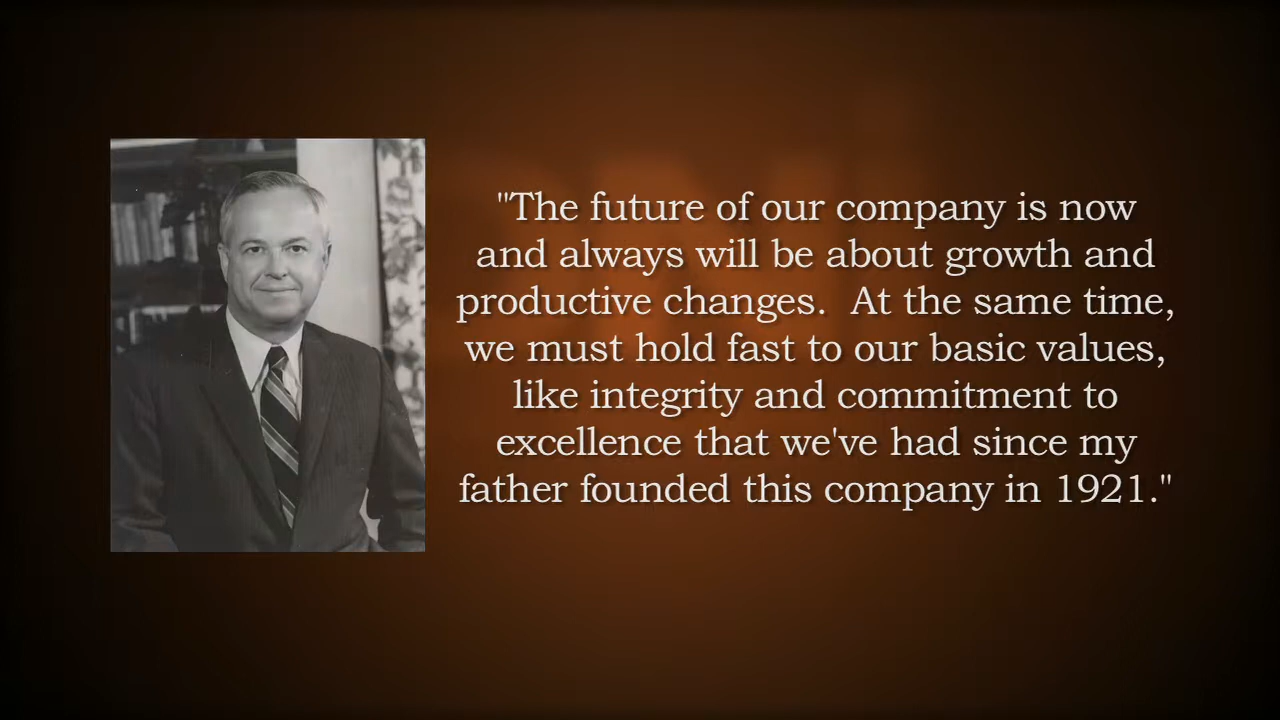 "The future of our company is now
and always will be about growth and
productive changes.  At the same time,
we must hold fast to our basic values,
like integrity and commitment to
excellence that we've had since my
father founded this company in 1921."